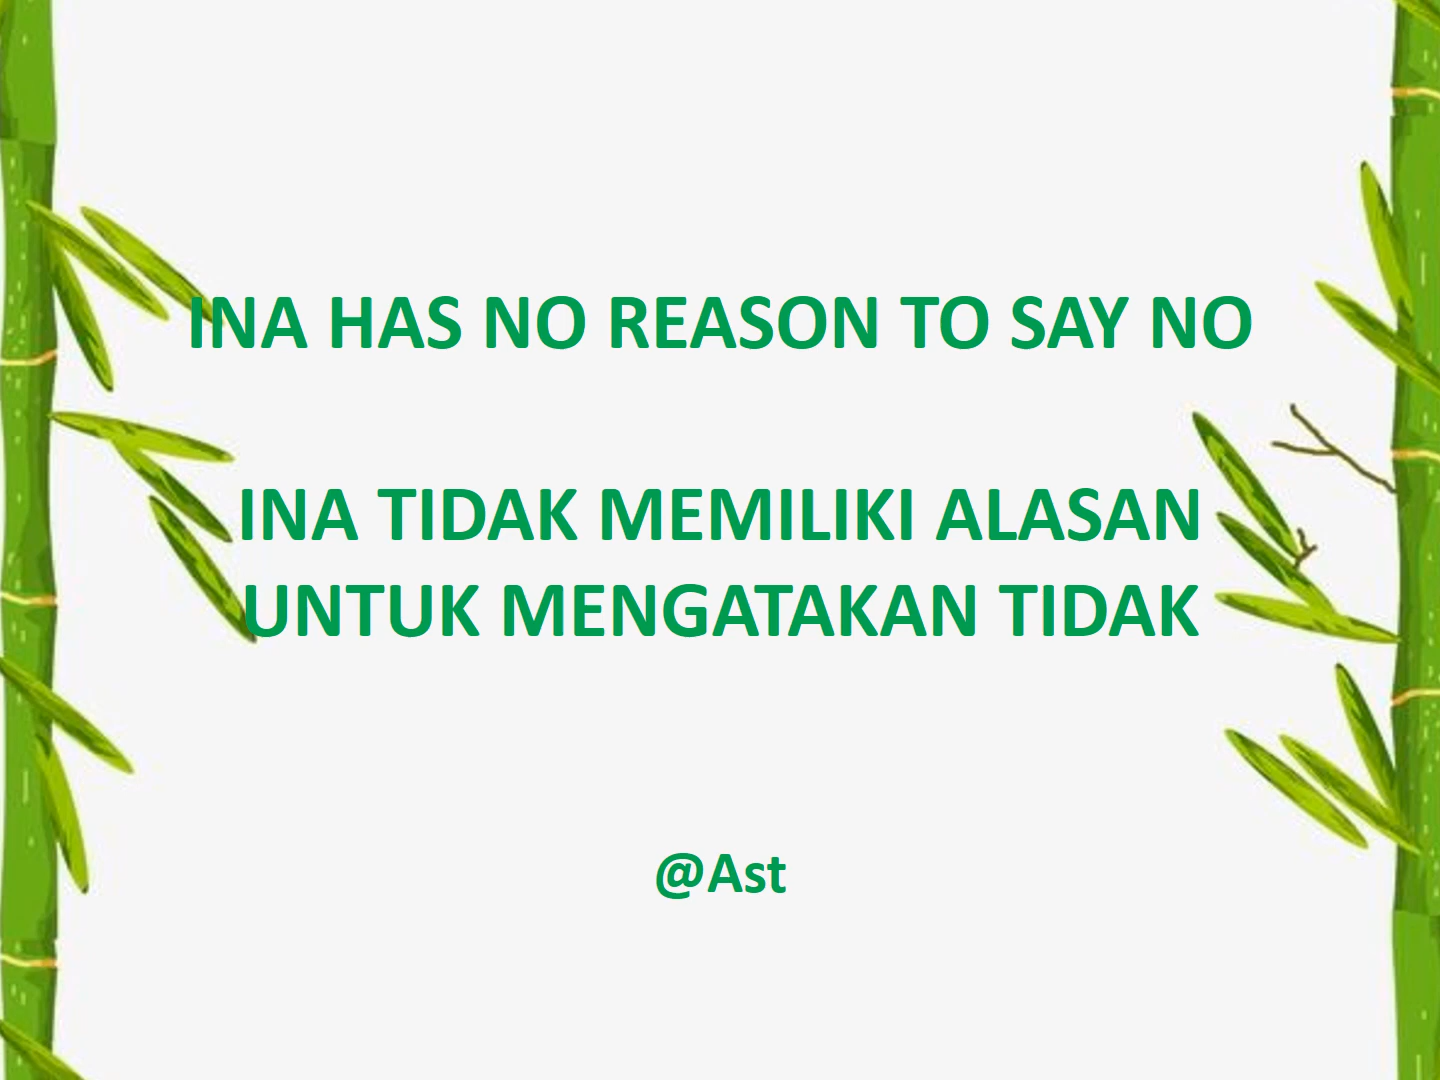 INA HAS NO REASON TO SAY NO
INA TIDAK MEMILIKI ALASAN
UNTUK MENGATAKAN TIDAK
@Ast